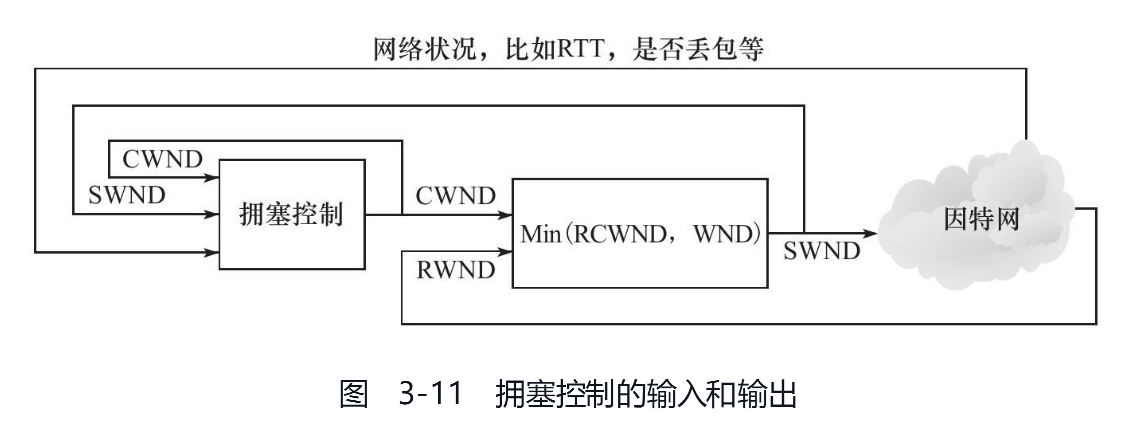 网络状况，比如RTT，是否丢包等
CWND
SWND
拥塞控制
CWND
RWND
Min(RCWND，WND)
SWND
因特网
图 3-11 拥塞控制的输入和输出